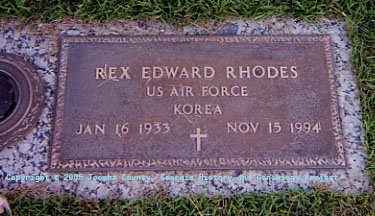 REX EDWARD RHODES
US AIR FORCE
KOREA
JAN 16 1933 NOV 15 1994
Copyright © 2005 Toombs County, Georgia History and Genealogy Project